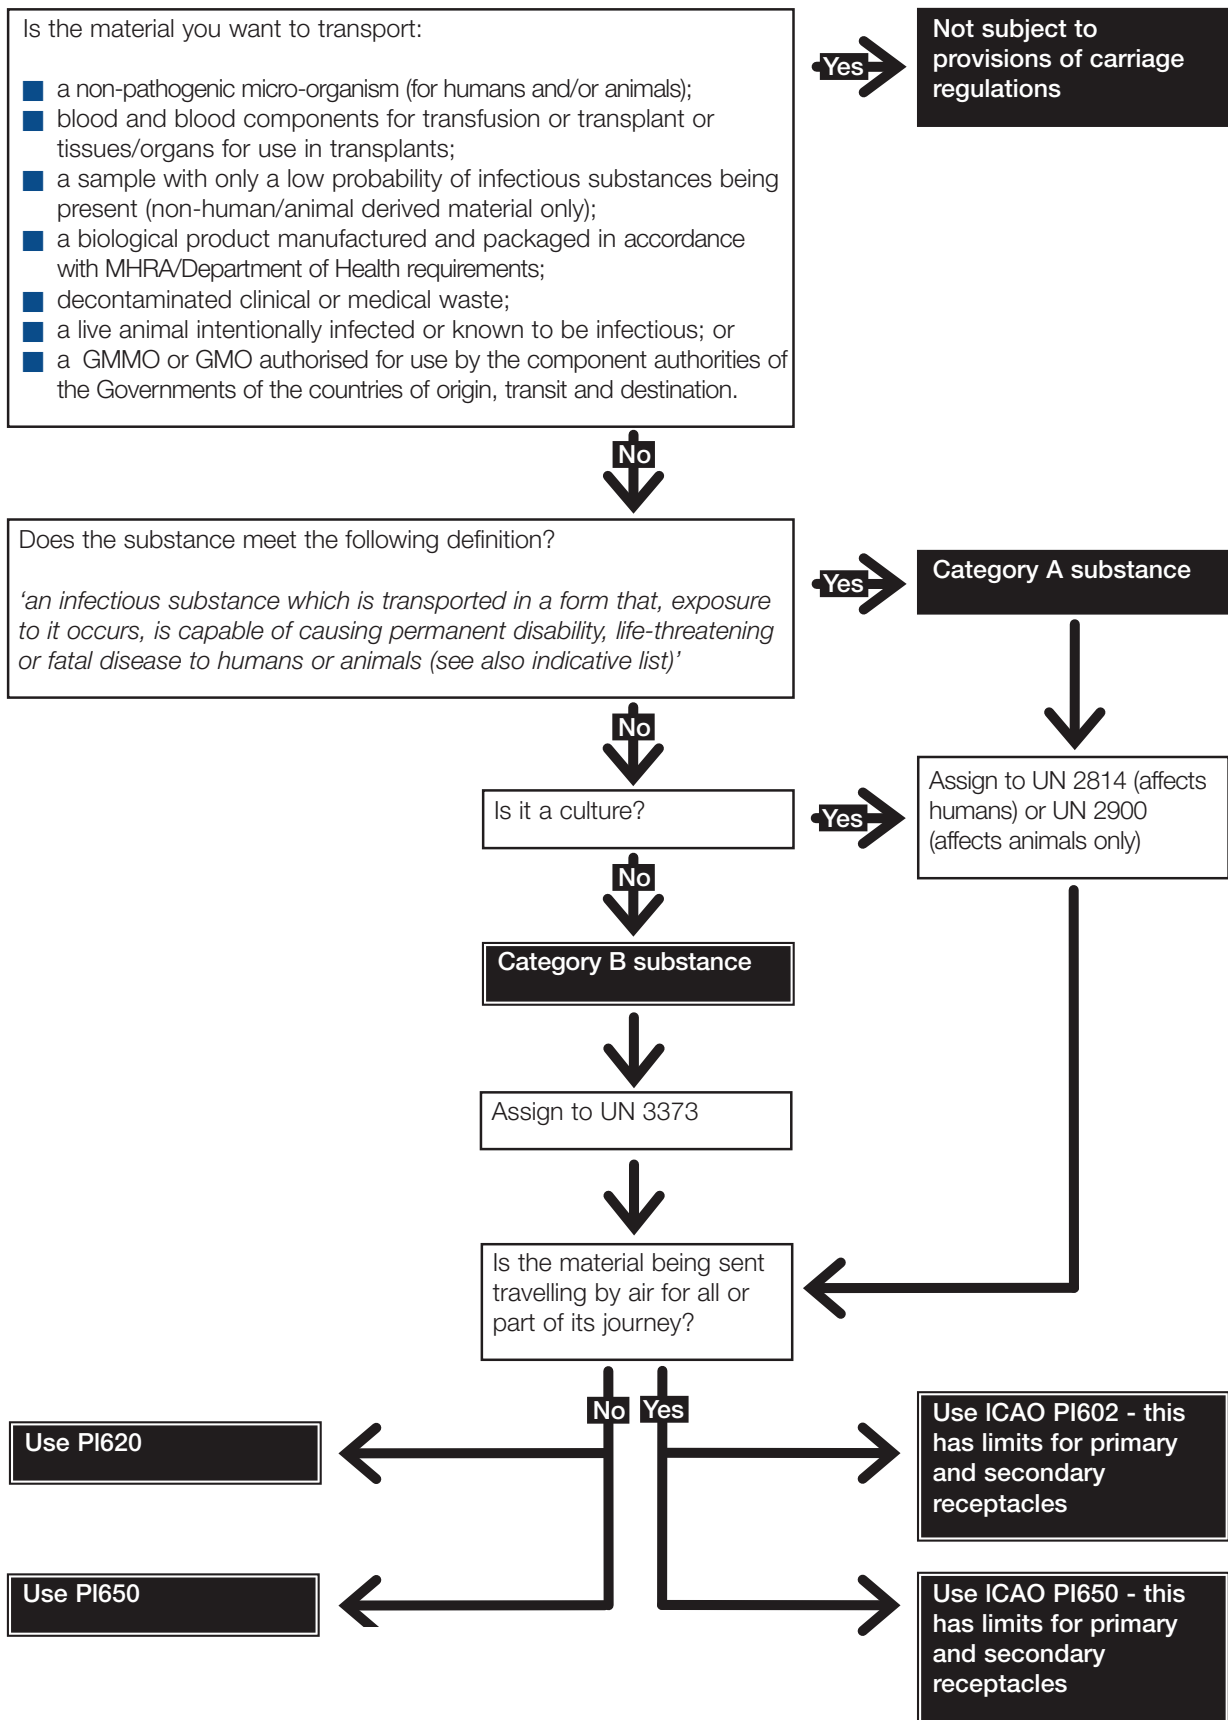 Is the material you want to transport:
■ a non-pathogenic micro-organism (for humans and/or animals);
■ blood and blood components for transfusion or transplant or
tissues/organs for use in transplants;
■ a sample with only a low probability of infectious substances being
present (non-human/animal derived material only);
■ a biological product manufactured and packaged in accordance
with MHRA/Department of Health requirements;
■ decontaminated clinical or medical waste;
■ a live animal intentionally infected or known to be infectious; or
■ a GMMO or GMO authorised for use by the component authorities of
the Governments of the countries of origin, transit and destination.
Yes
Not subject to
provisions of carriage
regulations
No
Does the substance meet the following definition?
‘an infectious substance which is transported in a form that, exposure
to it occurs, is capable of causing permanent disability, life-threatening
or fatal disease to humans or animals (see also indicative list)’
Yes
Category A substance
No
Is it a culture?
Yes
Assign to UN 2814 (affects
humans) or UN 2900
(affects animals only)
No
Category B substance
Assign to UN 3373
Is the material being sent
travelling by air for all or
part of its journey?
No
Yes
Use PI620
Use ICAO PI602 - this
has limits for primary
and secondary
receptacles
Use PI650
Use ICAO PI650 - this
has limits for primary
and secondary
receptacles